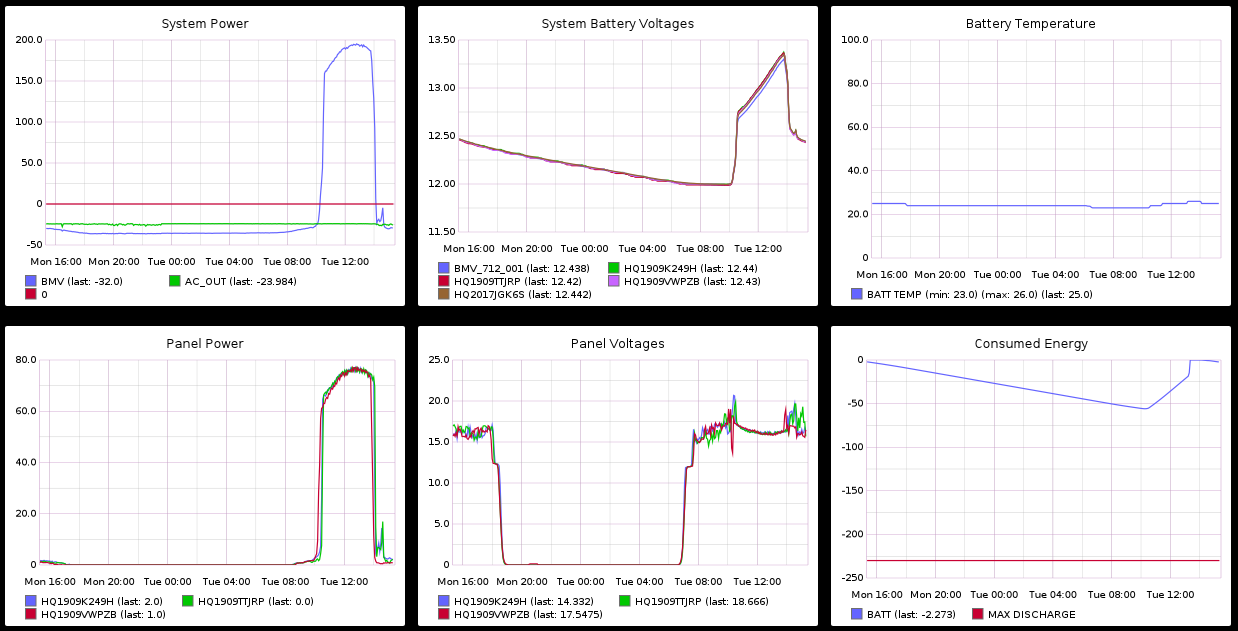 System Power
200.0
150.0
100.0
50.0
0
-50
Mon 16:00 Mon 20:00 Tue 00:00 Tue 04:00 Tue 08:00 Tue 12:00
BMV (last: -32.0) AC_OUT (last: -23.984)
0
System Battery Voltages
13.50
13.00
12.50
12.00
11.50
Mon 16:00 Mon 20:00 Tue 00:00 Tue 04:00 Tue 08:00 Tue 12:00
BMV_712_001 (last: 12.438) HQ1909K249H (last: 12.44)
HQ1909TTJRP (last: 12.42) HQ1909VWPZB (last: 12.43)
HQ2017JGK6S (last: 12.442)
Battery Temperature
100.0
80.0
60.0
40.0
20.0
0
Mon 16:00 Mon 20:00 Tue 00:00 Tue 04:00 Tue 08:00 Tue 12:00
BATT TEMP (min: 23.0) (max: 26.0) (last: 25.0)
Panel Power
80.0
60.0
40.0
20.0
0
Mon 16:00 Mon 20:00 Tue 00:00 Tue 04:00 Tue 08:00 Tue 12:00
HQ1909K249H (last: 2.0) HQ1909TTJRP (last: 0.0)
HQ1909VWPZB (last: 1.0)
Panel Voltages
25.0
20.0
15.0
10.0
5.0
0
Mon 16:00 Mon 20:00 Tue 00:00 Tue 04:00 Tue 08:00 Tue 12:00
HQ1909K249H (last: 14.332) HQ1909TTJRP (last: 18.666)
HQ1909VWPZB (last: 17.5475)
Consumed Energy
0
-50
-100
-150
-200
-250
Mon 16:00 Mon 20:00 Tue 00:00 Tue 04:00 Tue 08:00 Tue 12:00
BATT (last: -2.273) MAX DISCHARGE